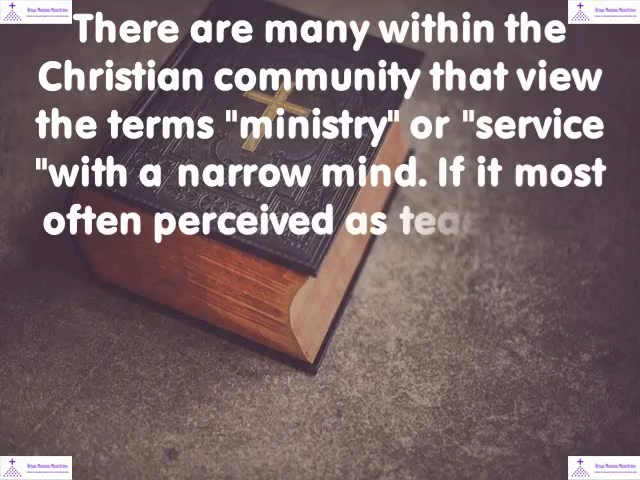 There are many within the
Christian community that view
the terms "ministry" or "service
"with a narrow mind. If it most
often perceived as